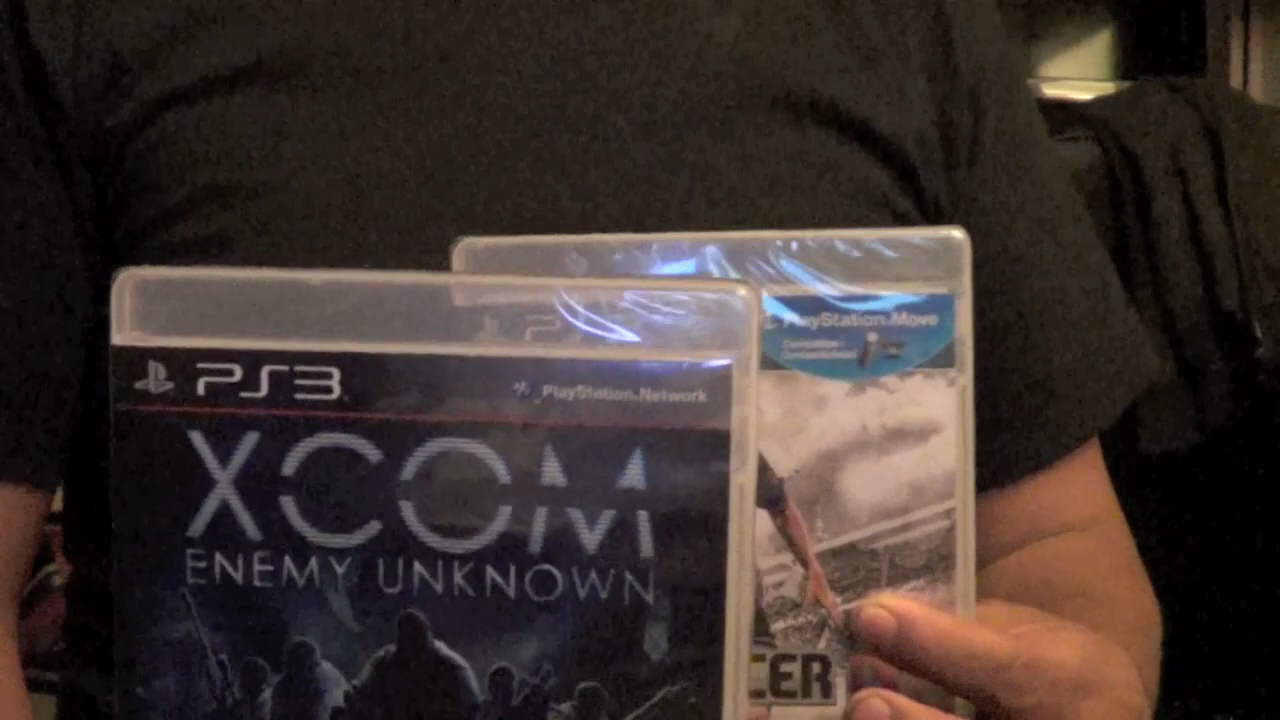 PS3
PlayStation®Network
XCOM
ENEMY UNKNOWN
PlayStation®Move
CER